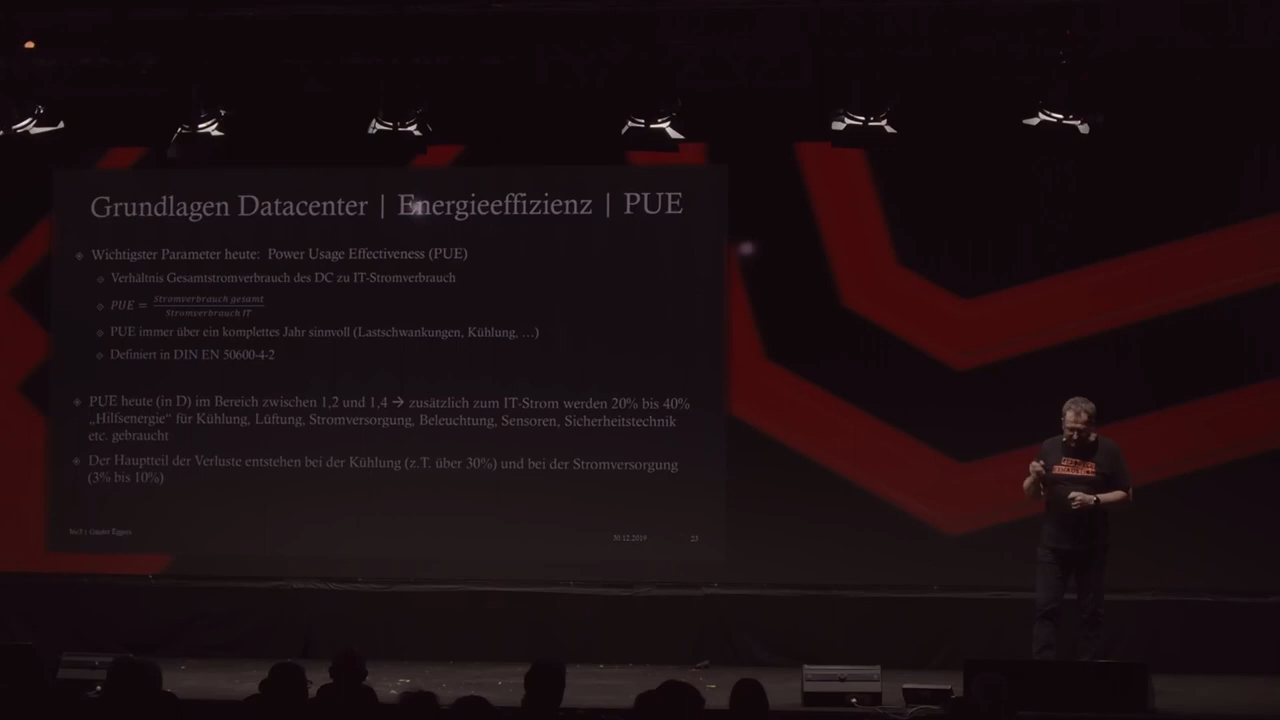 Grundlagen Datacenter | Energieeffizienz | PUE
Wichtigster Parameter heute: Power Usage Effectiveness (PUE)
Verhältnis Gesamtstromverbrauch des DC zu IT-Stromverbrauch
PUE = Stromverbrauch gesamt
Stromverbrauch IT
PUE immer über ein komplettes Jahr sinnvoll (Lastschwankungen, Kühlung, …)
Definiert in DIN EN 50600-4-2
PUE heute (in D) im Bereich zwischen 1,2 und 1,4 → zusätzlich zum IT-Strom werden 20% bis 40%
„Hilfsenergie“ für Kühlung, Lüftung, Stromversorgung, Beleuchtung, Sensoren, Sicherheitstechnik
etc. gebraucht
Der Hauptteil der Verluste entstehen bei der Kühlung (z.T. über 30%) und bei der Stromversorgung
(3% bis 10%)
30.12.2019